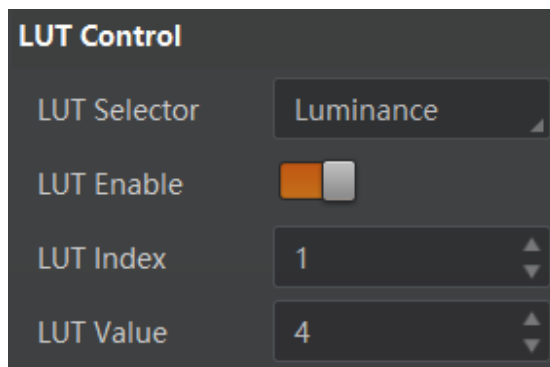 LUT Control
LUT Selector Luminance
LUT Enable
LUT Index 1
LUT Value 4